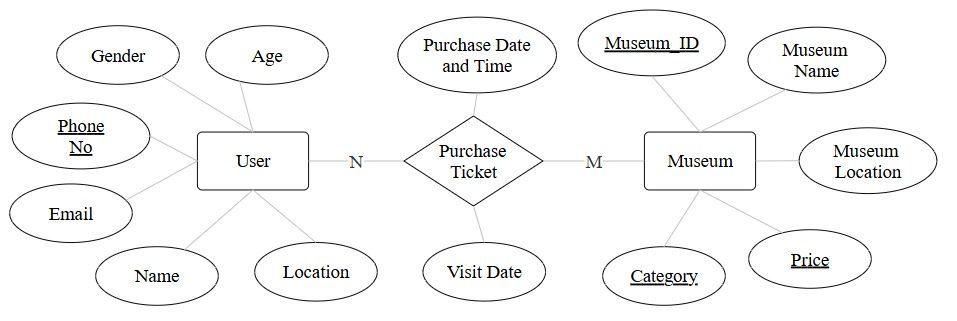 Gender
Age
Purchase Date
and Time
Museum_ID
Museum
Name
Phone
No
User
N
Purchase
Ticket
M
Museum
Museum
Location
Email
Name
Location
Visit Date
Category
Price